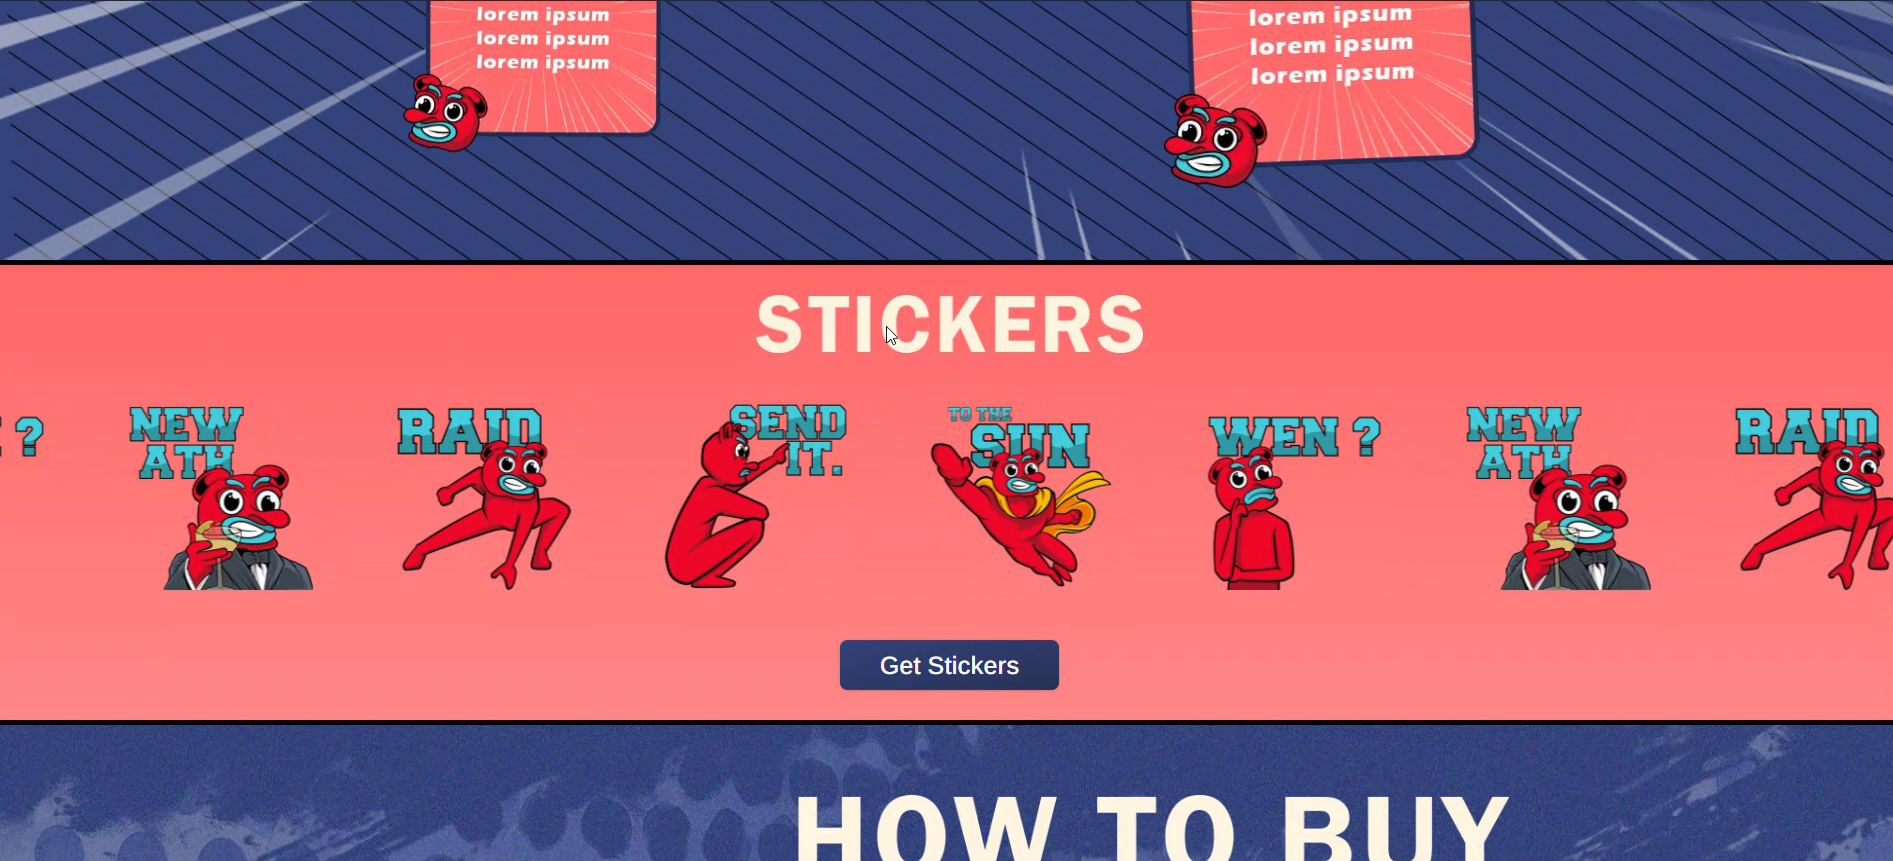 lorem ipsum
lorem ipsum
lorem ipsum
lorem ipsum
lorem ipsum
lorem ipsum
STICKERS
?
NEW
ATH
RAID
SEND
IT.
TO THE
SUN
WEN ?
NEW
ATH
RAID
Get Stickers
HOW TO BUY